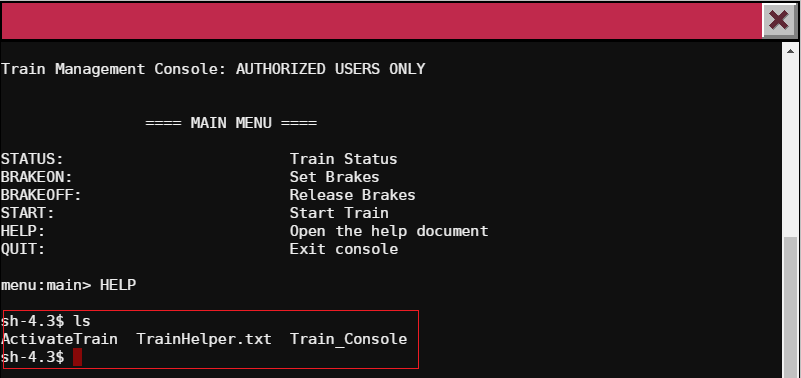 Train Management Console: AUTHORIZED USERS ONLY
==== MAIN MENU ====
STATUS: Train Status
BRAKEON: Set Brakes
BRAKEOFF: Release Brakes
START: Start Train
HELP: Open the help document
QUIT: Exit console
menu:main> HELP
sh-4.3$ ls
ActivateTrain TrainHelper.txt Train_Console
sh-4.3$